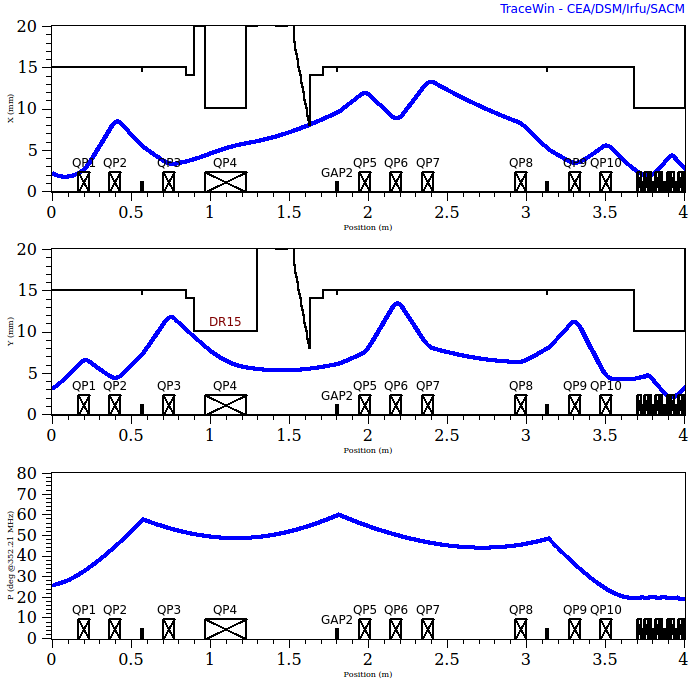 TraceWin - CEA/DSM/Irfu/SACM
20
15
10
5
0
X (mm)
QP1 QP2 QP3 QP4 GAP2 QP5 QP6 QP7 QP8 QP9 QP10
0 0.5 1 1.5 2 2.5 3 3.5 4
Position (m)
20
15
10
5
0
Y (mm)
DR15
QP1 QP2 QP3 QP4 GAP2 QP5 QP6 QP7 QP8 QP9 QP10
0 0.5 1 1.5 2 2.5 3 3.5 4
Position (m)
80
70
60
50
40
30
20
10
0
P (deg @352.21 MHz)
QP1 QP2 QP3 QP4 GAP2 QP5 QP6 QP7 QP8 QP9 QP10
0 0.5 1 1.5 2 2.5 3 3.5 4
Position (m)